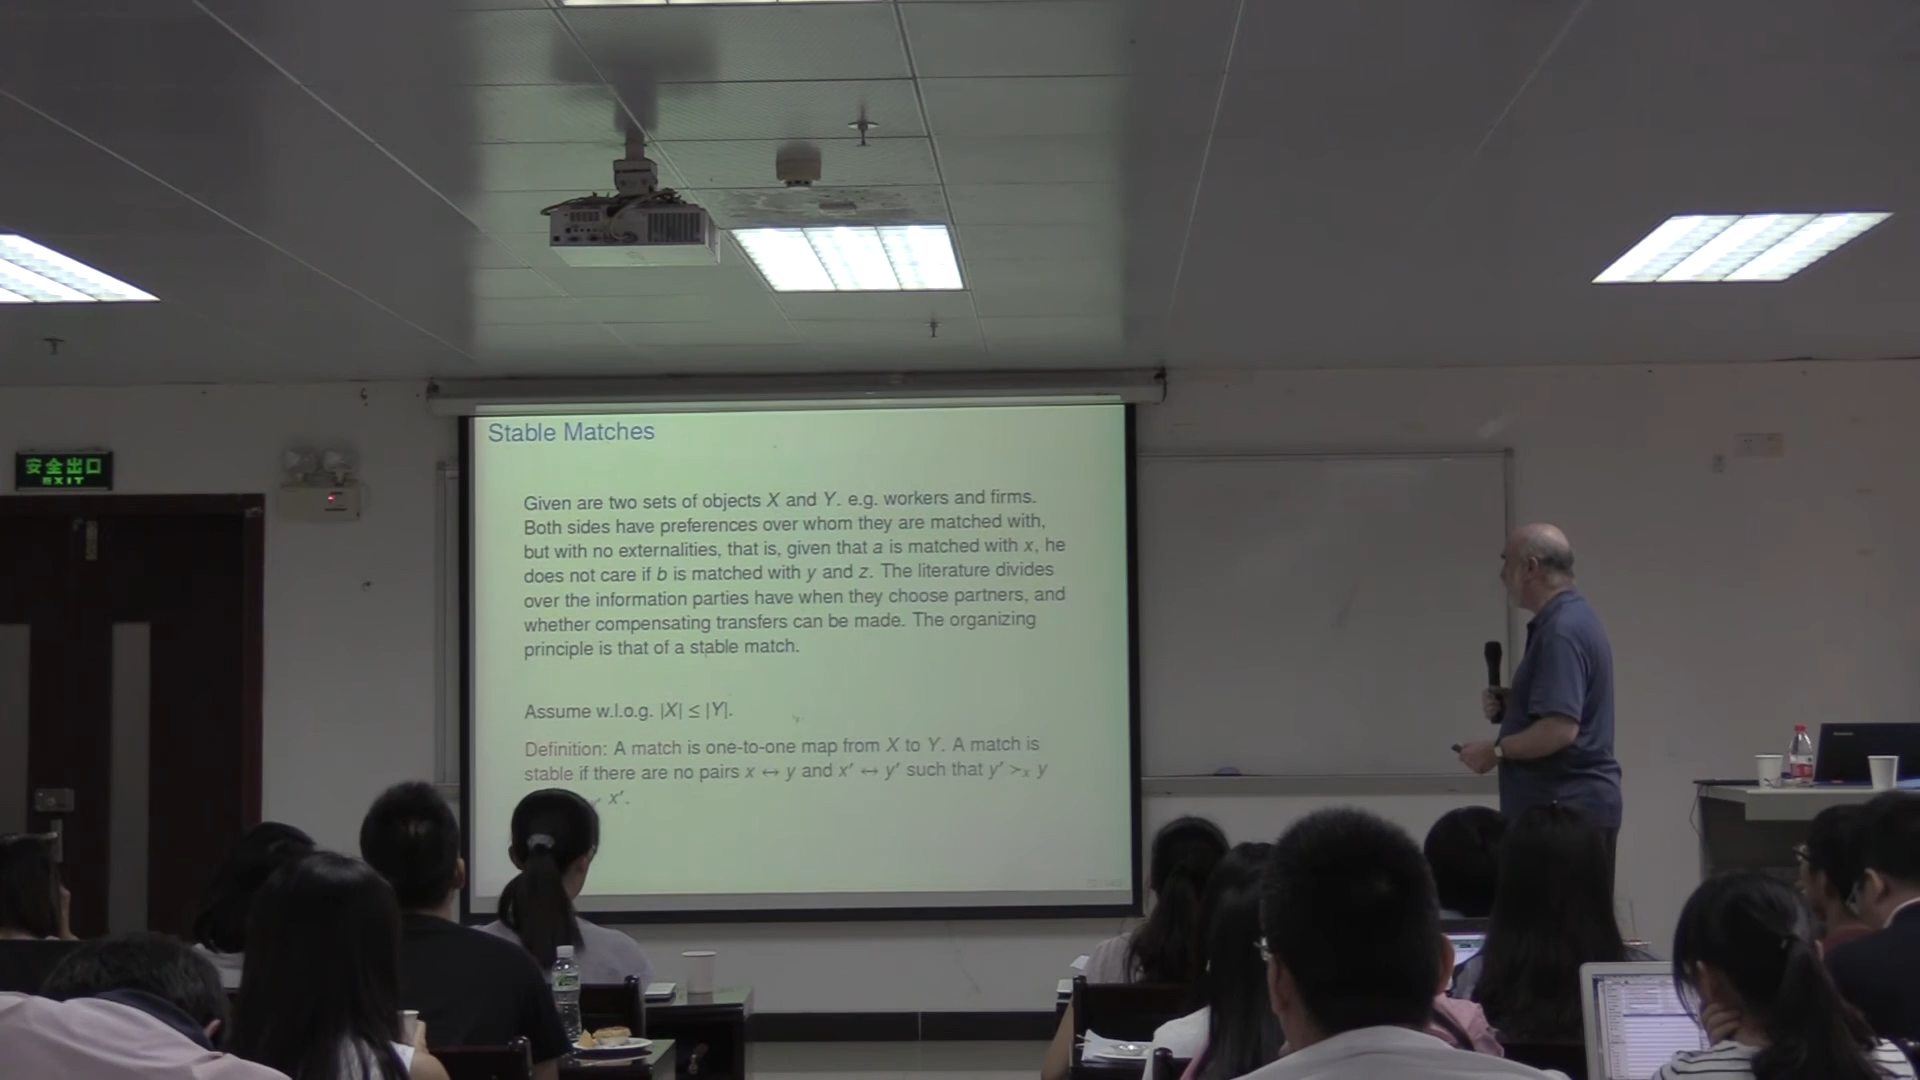 Stable Matches
安全出口
EXIT
Given are two sets of objects X and Y. e.g. workers and firms.
Both sides have preferences over whom they are matched with,
but with no externalities, that is, given that a is matched with x, he
does not care if b is matched with y and z. The literature divides
over the information parties have when they choose partners, and
whether compensating transfers can be made. The organizing
principle is that of a stable match.
Assume w.l.o.g. |X| ≤ |Y|.
Definition: A match is one-to-one map from X to Y. A match is
stable if there are no pairs x ↔ y and x′ ↔ y′ such that y′ >ₓ y
x′.